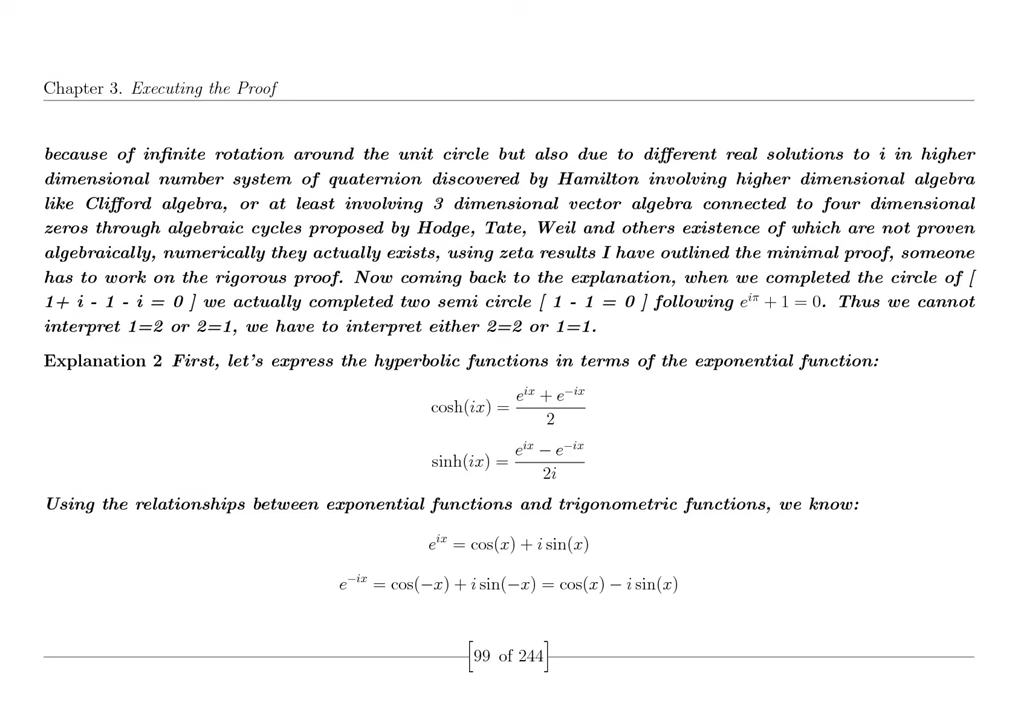 Chapter 3. Executing the Proof
because of infinite rotation around the unit circle but also due to different real solutions to i in higher
dimensional number system of quaternion discovered by Hamilton involving higher dimensional algebra
like Clifford algebra, or at least involving 3 dimensional vector algebra connected to four dimensional
zeros through algebraic cycles proposed by Hodge, Tate, Weil and others existence of which are not proven
algebraically, numerically they actually exists, using zeta results I have outlined the minimal proof, someone
has to work on the rigorous proof. Now coming back to the explanation, when we completed the circle of [
1+ i - 1 - i = 0 ] we actually completed two semi circle [ 1 - 1 = 0 ] following $e^{i\pi} + 1 = 0$. Thus we cannot
interpret 1=2 or 2=1, we have to interpret either 2=2 or 1=1.
Explanation 2 First, let's express the hyperbolic functions in terms of the exponential function:
$\cosh(ix) = \frac{e^{ix} + e^{-ix}}{2}$
$\sinh(ix) = \frac{e^{ix} - e^{-ix}}{2i}$
Using the relationships between exponential functions and trigonometric functions, we know:
$e^{ix} = \cos(x) + i\sin(x)$
$e^{-ix} = \cos(-x) + i\sin(-x) = \cos(x) - i\sin(x)$
[99 of 244]